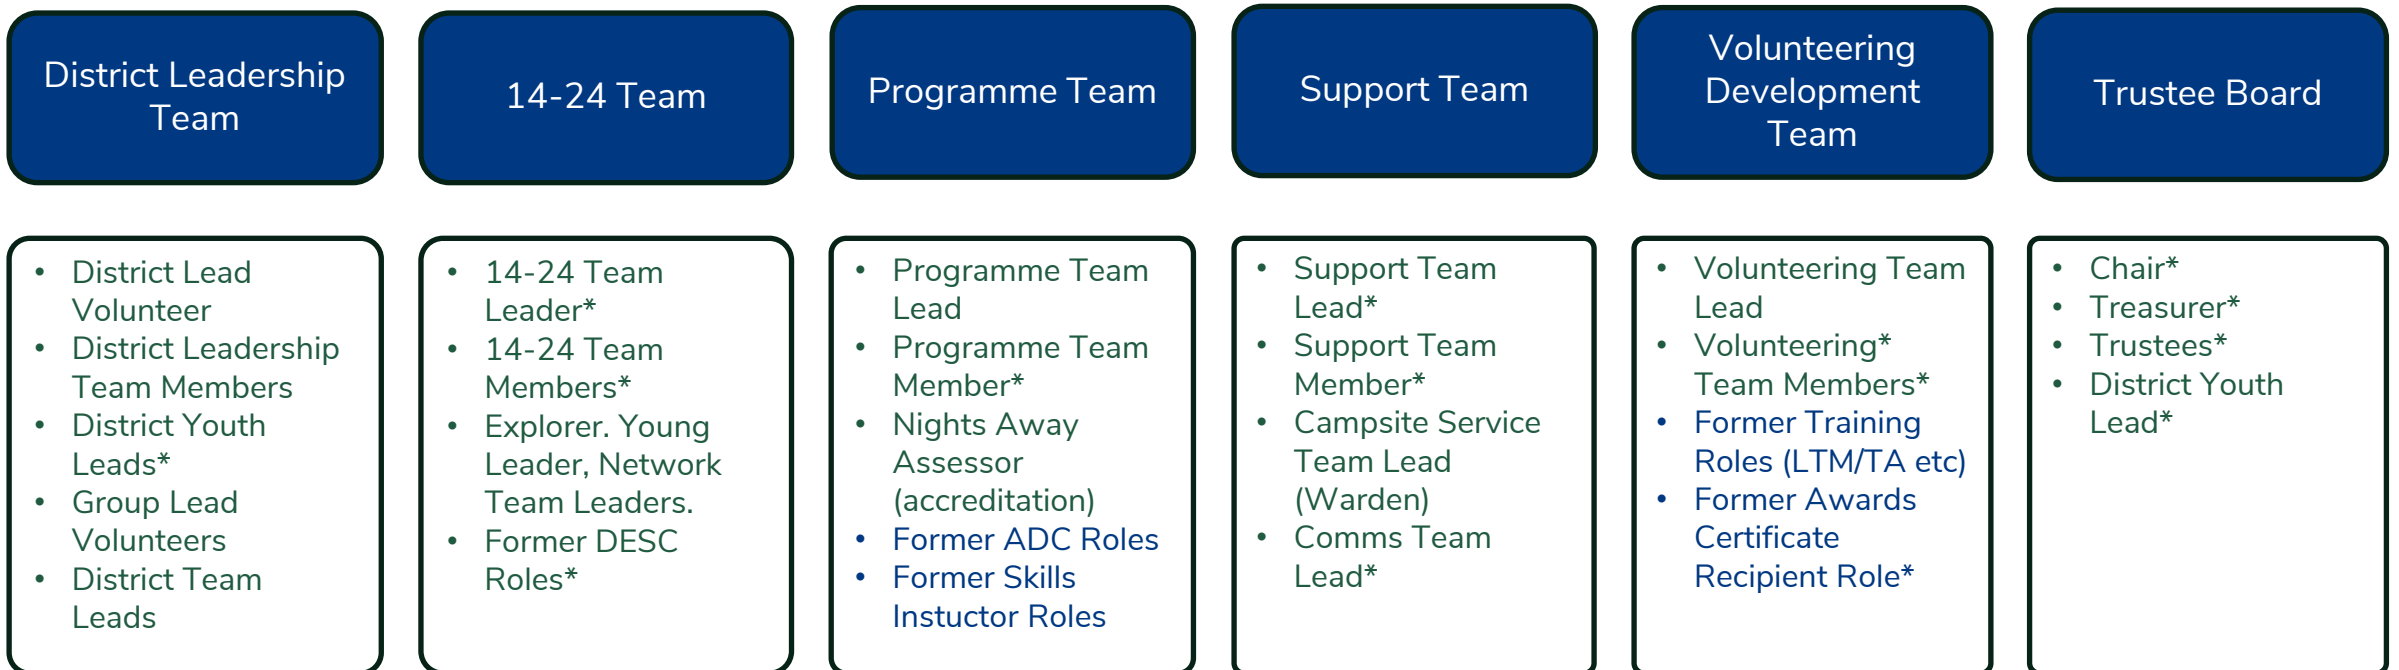 District Leadership
Team
14-24 Team
Programme Team
Support Team
Volunteering
Development
Team
Trustee Board
• District Lead
Volunteer
• District Leadership
Team Members
• District Youth
Leads*
• Group Lead
Volunteers
• District Team
Leads
• 14-24 Team
Leader*
• 14-24 Team
Members*
• Explorer. Young
Leader, Network
Team Leaders.
• Former DESC
Roles*
• Programme Team
Lead
• Programme Team
Member*
• Nights Away
Assessor
(accreditation)
• Former ADC Roles
• Former Skills
Instuctor Roles
• Support Team
Lead*
• Support Team
Member*
• Campsite Service
Team Lead
(Warden)
• Comms Team
Lead*
• Volunteering Team
Lead
• Volunteering*
Team Members*
• Former Training
Roles (LTM/TA etc)
• Former Awards
Certificate
Recipient Role*
• Chair*
• Treasurer*
• Trustees*
• District Youth
Lead*